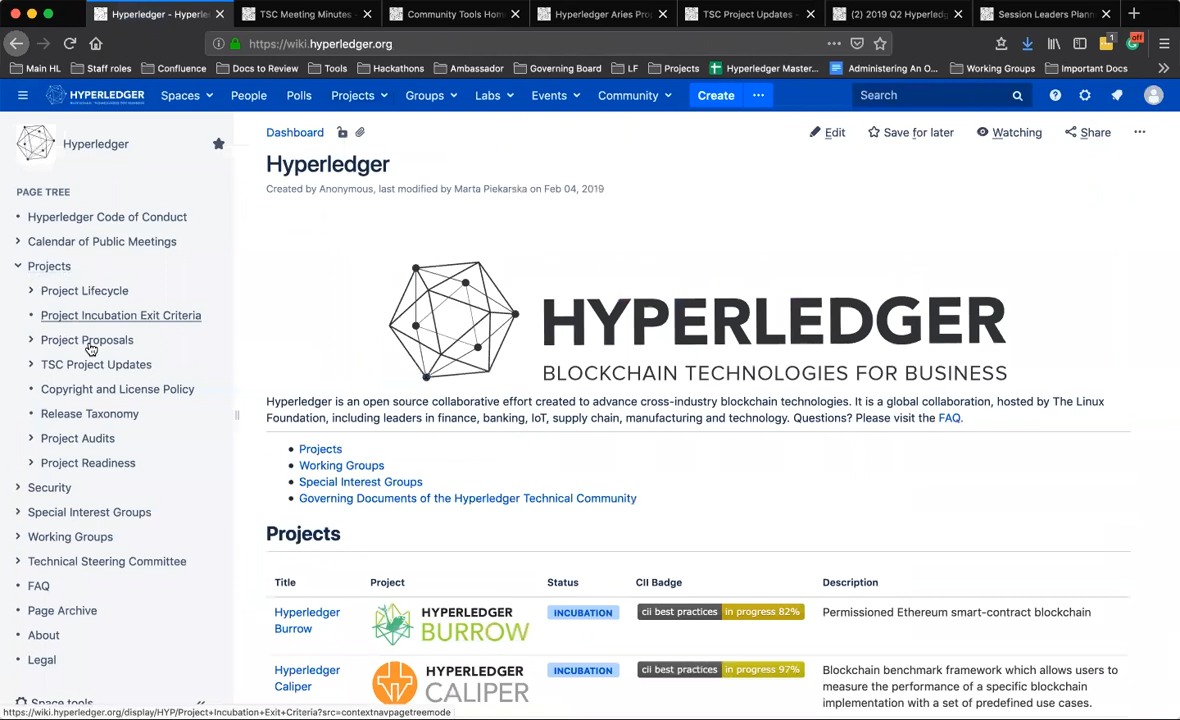 Hyperledger - Hyperle
TSC Meeting Minutes -
Community Tools Hom
Hyperledger Aries Pro
TSC Project Updates -
(2) 2019 Q2 Hyperledg
Session Leaders Plann
https://wiki.hyperledger.org
1
off
Main HL
Staff roles
Confluence
Docs to Review
Tools
Hackathons
Ambassador
Governing Board
LF
Projects
Hyperledger Master...
Administering An O...
Working Groups
Important Docs
HYPERLEDGER
Spaces
People
Polls
Projects
Groups
Labs
Events
Community
Create
Search
Hyperledger
PAGE TREE
Hyperledger Code of Conduct
Calendar of Public Meetings
Projects
Project Lifecycle
Project Incubation Exit Criteria
Project Proposals
TSC Project Updates
Copyright and License Policy
Release Taxonomy
Project Audits
Project Readiness
Security
Special Interest Groups
Working Groups
Technical Steering Committee
FAQ
Page Archive
About
Legal
Space tools
Dashboard
Edit
Save for later
Watching
Share
Hyperledger
Created by Anonymous, last modified by Marta Piekarska on Feb 04, 2019
HYPERLEDGER
BLOCKCHAIN TECHNOLOGIES FOR BUSINESS
Hyperledger is an open source collaborative effort created to advance cross-industry blockchain technologies. It is a global collaboration, hosted by The Linux
Foundation, including leaders in finance, banking, IoT, supply chain, manufacturing and technology. Questions? Please visit the FAQ.
Projects
Working Groups
Special Interest Groups
Governing Documents of the Hyperledger Technical Community
Projects
Title Project Status CII Badge Description
Hyperledger
Burrow
HYPERLEDGER
BURROW
INCUBATION
cii best practices in progress 82%
Permissioned Ethereum smart-contract blockchain
Hyperledger
Caliper
HYPERLEDGER
CALIPER
INCUBATION
cii best practices in progress 97%
Blockchain benchmark framework which allows users to
measure the performance of a specific blockchain
implementation with a set of predefined use cases.
https://wiki.hyperledger.org/display/HYP/Project+Incubation+Exit+Criteria?src=contextnavpagetreemode